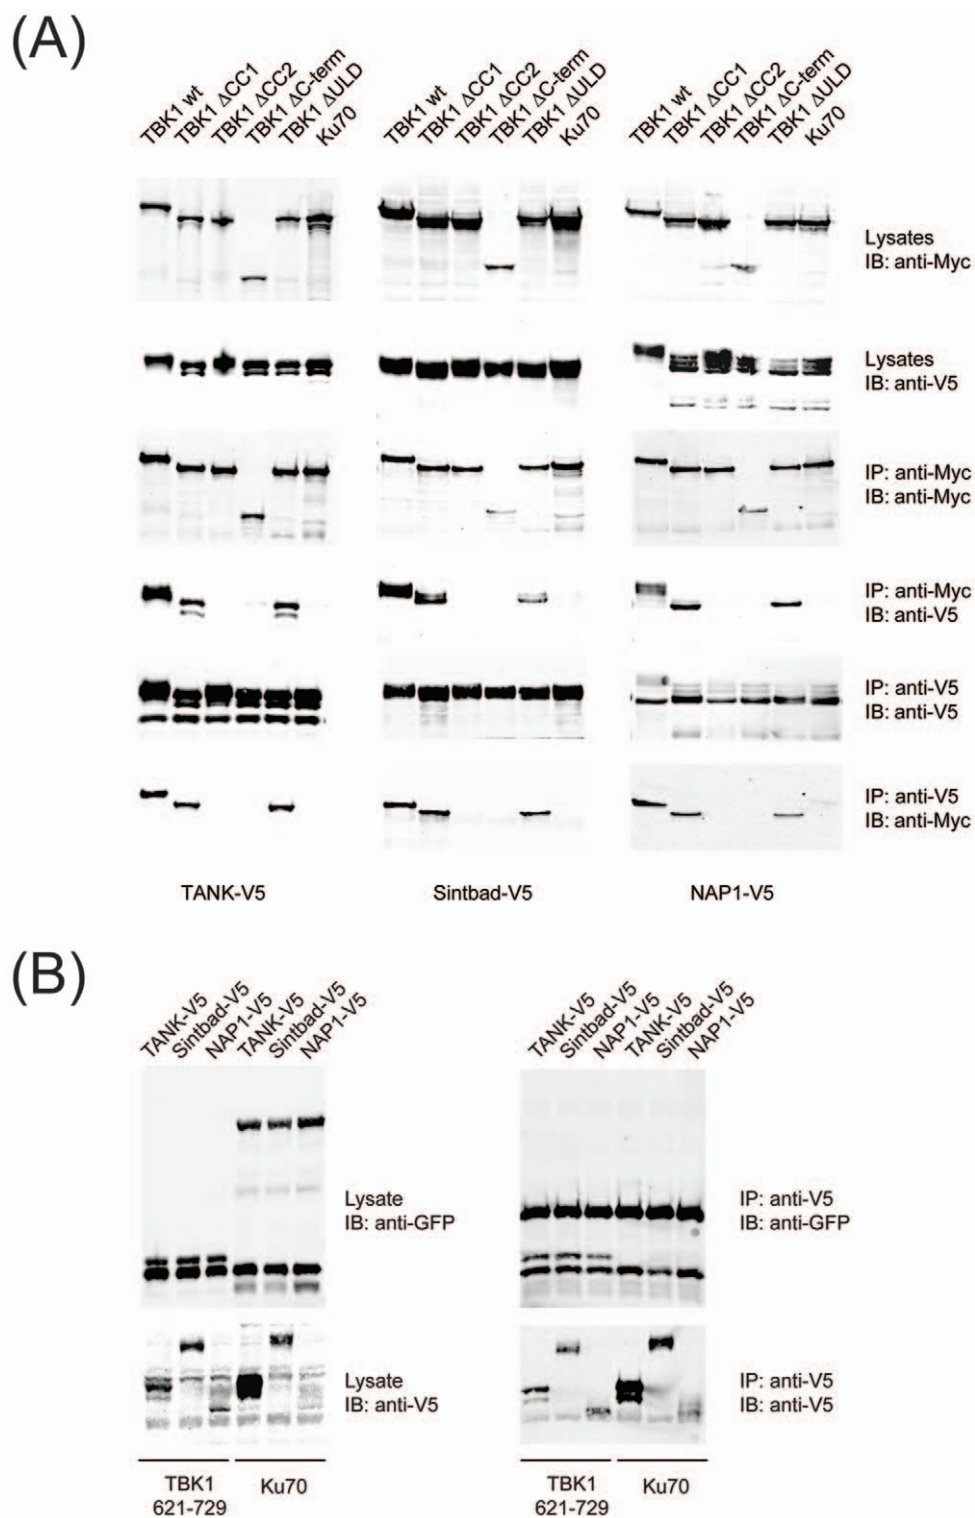 (A)
TBK1 wt
TBK1 ΔCC1
TBK1 ΔCC2
TBK1 ΔC-term
TBK1 ΔULD
Ku70
TBK1 wt
TBK1 ΔCC1
TBK1 ΔCC2
TBK1 ΔC-term
TBK1 ΔULD
Ku70
TBK1 wt
TBK1 ΔCC1
TBK1 ΔCC2
TBK1 ΔC-term
TBK1 ΔULD
Ku70
Lysates
IB: anti-Myc
Lysates
IB: anti-V5
IP: anti-Myc
IB: anti-Myc
IP: anti-Myc
IB: anti-V5
IP: anti-V5
IB: anti-V5
IP: anti-V5
IB: anti-Myc
TANK-V5
Sintbad-V5
NAP1-V5
(B)
TANK-V5
Sintbad-V5
NAP1-V5
TANK-V5
Sintbad-V5
NAP1-V5
TANK-V5
Sintbad-V5
NAP1-V5
TANK-V5
Sintbad-V5
NAP1-V5
Lysate
IB: anti-GFP
IP: anti-V5
IB: anti-GFP
Lysate
IB: anti-V5
IP: anti-V5
IB: anti-V5
TBK1
621-729
Ku70
TBK1
621-729
Ku70